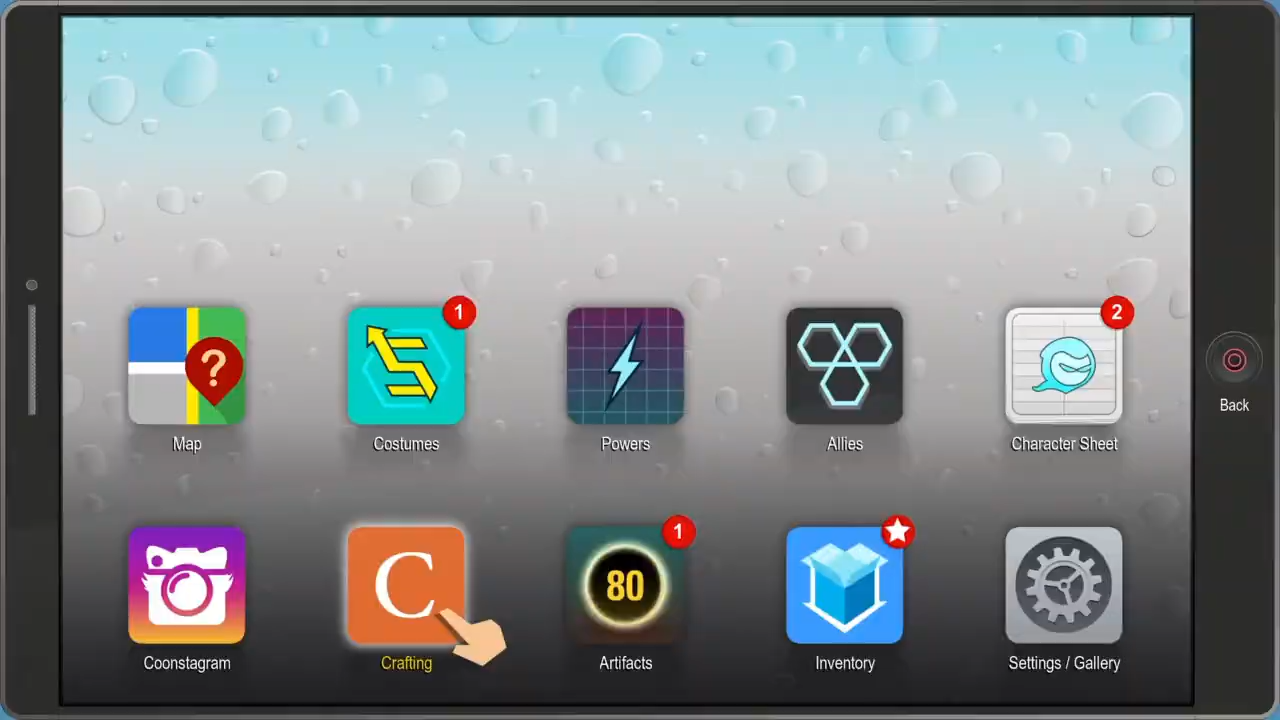 1
2
?
Map
Costumes
Powers
Allies
Character Sheet
Back
1
C
80
Coonstagram
Crafting
Artifacts
Inventory
Settings / Gallery